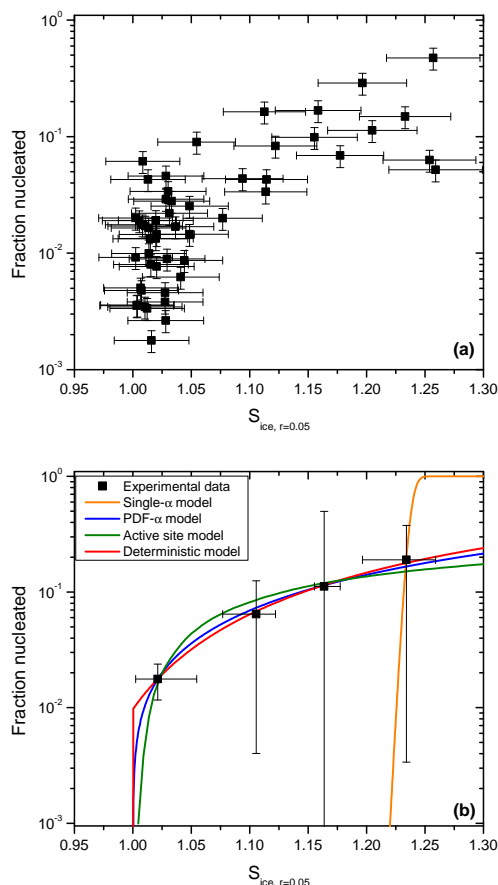 10⁰
10⁻¹
10⁻²
10⁻³
Fraction nucleated
(a)
0.95 1.00 1.05 1.10 1.15 1.20 1.25 1.30
S_ice, r=0.05
10⁰
10⁻¹
10⁻²
10⁻³
Fraction nucleated
Experimental data
Single-α model
PDF-α model
Active site model
Deterministic model
(b)
0.95 1.00 1.05 1.10 1.15 1.20 1.25 1.30
S_ice, r=0.05